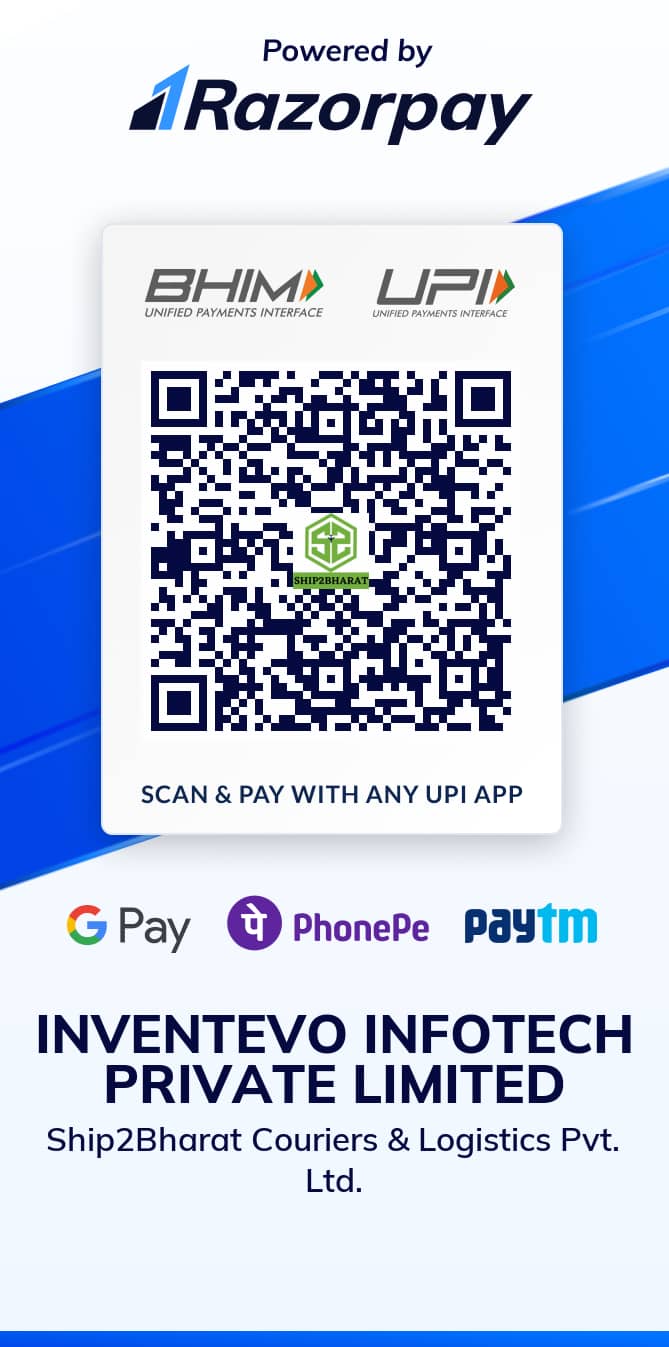 Powered by
Razorpay
BHIM
UNIFIED PAYMENTS INTERFACE
UPI
UNIFIED PAYMENTS INTERFACE
SHIP2BHARAT
SCAN & PAY WITH ANY UPI APP
G Pay
पे PhonePe
paytm
INVENTEVO INFOTECH
PRIVATE LIMITED
Ship2Bharat Couriers & Logistics Pvt.
Ltd.